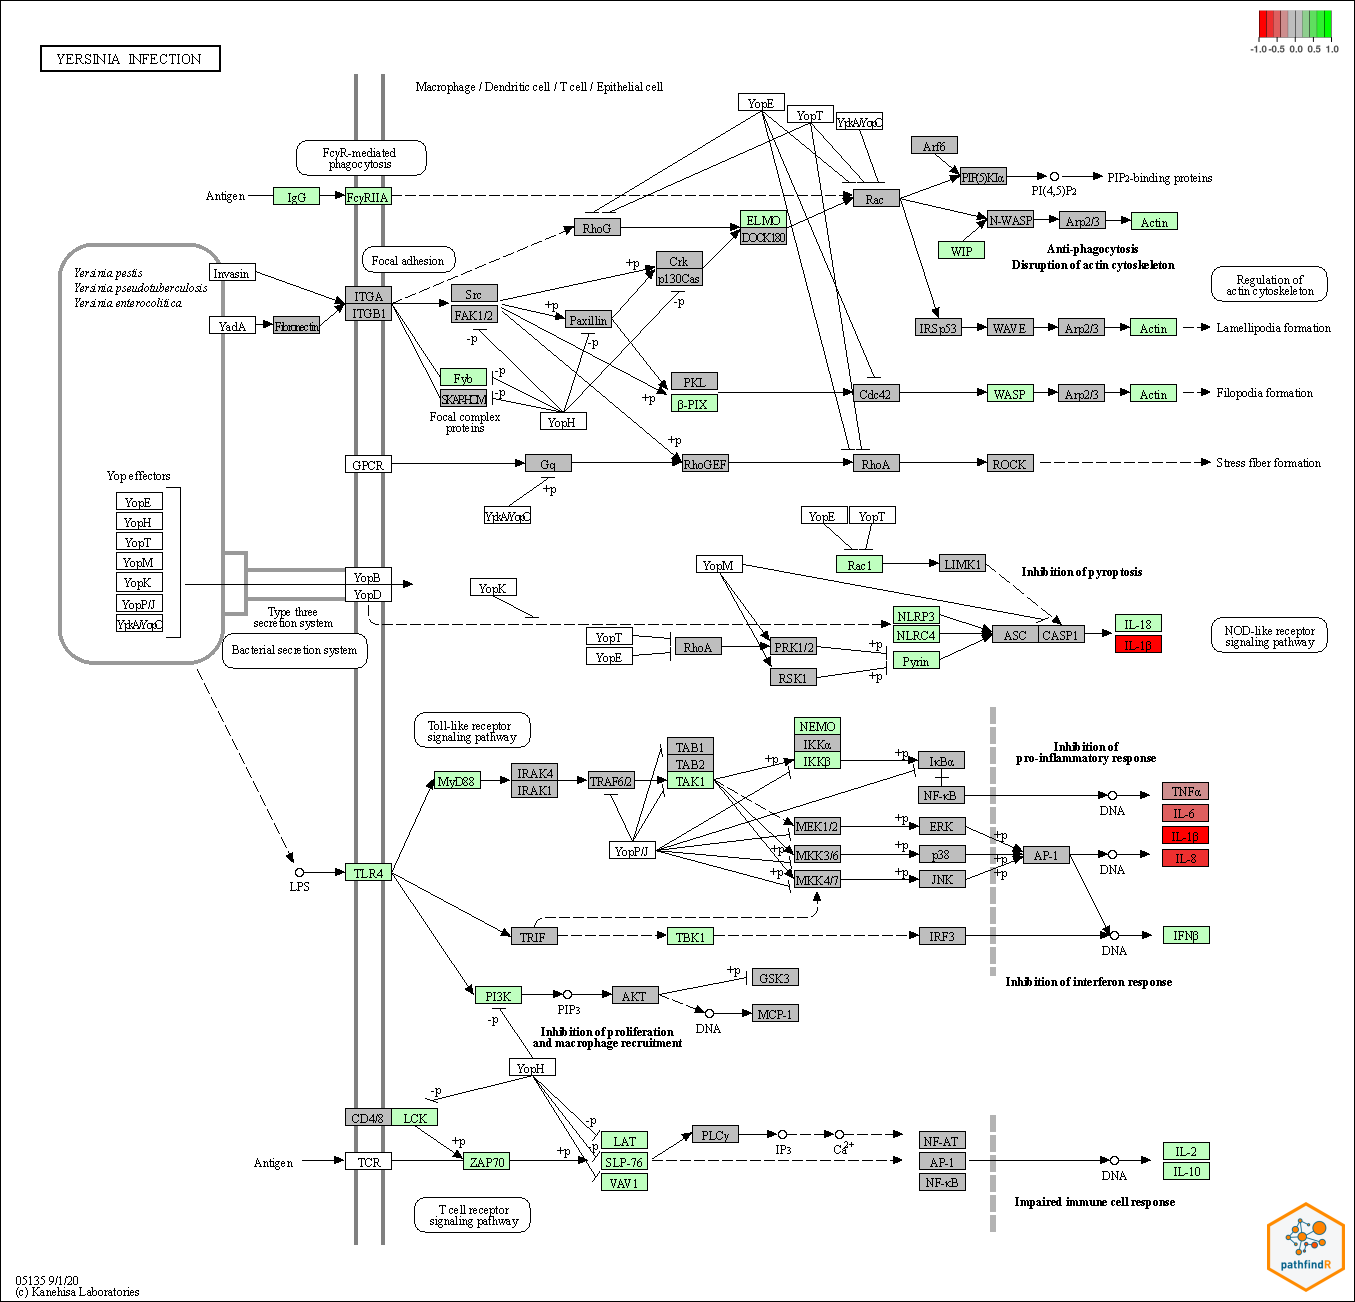 -1.0 -0.5 0.0 0.5 1.0
YERSINIA INFECTION
Macrophage / Dendritic cell / T cell / Epithelial cell
YopE
YopT
YpkA/YopC
Arf6
FcγR-mediated
phagocytosis
PIP(5)KIα
PI(4,5)P2
PIP2-binding proteins
Antigen
IgG
FcγRIIA
Rac
RhoG
ELMO
DOCK180
N-WASP
Arp2/3
Actin
WIP
Anti-phagocytosis
Disruption of actin cytoskeleton
Focal adhesion
Yersinia pestis
Yersinia pseudotuberculosis
Yersinia enterocolitica
Invasin
YadA
Fibronectin
ITGA
ITGB1
Src
FAK1/2
+p
Crk
p130Cas
+p
Paxillin
-p
-p
-p
Regulation of
actin cytoskeleton
IRSp53
WAVE
Arp2/3
Actin
Lamellipodia formation
Fyb
SKAP-HOM
-p
-p
Focal complex
proteins
YopH
PKL
β-PIX
+p
Cdc42
WASP
Arp2/3
Actin
Filopodia formation
+p
GPCR
Gq
RhoGEF
RhoA
ROCK
Stress fiber formation
+p
YpkA/YopC
Yop effectors
YopE
YopH
YopT
YopM
YopK
YopP/J
YpkA/YopC
YopB
YopD
Type three
secretion system
Bacterial secretion system
YopE
YopT
YopM
Rac1
LIMK1
Inhibition of pyroptosis
YopK
NLRP3
NLRC4
Pyrin
YopT
YopE
RhoA
PRK1/2
RSK1
+p
+p
ASC
CASP1
IL-18
IL-1β
NOD-like receptor
signaling pathway
Toll-like receptor
signaling pathway
MyD88
IRAK4
IRAK1
TRAF6/2
TAB1
TAB2
TAK1
+p
NEMO
IKKα
IKKβ
+p
IκBα
NF-κB
Inhibition of
pro-inflammatory response
DNA
TNFα
IL-6
IL-1β
IL-8
YopP/J
MEK1/2
+p
ERK
+p
+p
MKK3/6
+p
p38
+p
AP-1
DNA
+p
MKK4/7
+p
JNK
+p
LPS
TLR4
TRIF
TBK1
IRF3
DNA
IFNβ
Inhibition of interferon response
PI3K
-p
PIP3
AKT
+p
GSK3
DNA
MCP-1
Inhibition of proliferation
and macrophage recruitment
YopH
-p
CD4/8
LCK
+p
Antigen
TCR
ZAP70
+p
-p
-p
LAT
SLP-76
VAV1
PLCγ
IP3
Ca2+
NF-AT
AP-1
NF-κB
DNA
IL-2
IL-10
Impaired immune cell response
T cell receptor
signaling pathway
pathfindR
05135 9/1/20
(c) Kanehisa Laboratories